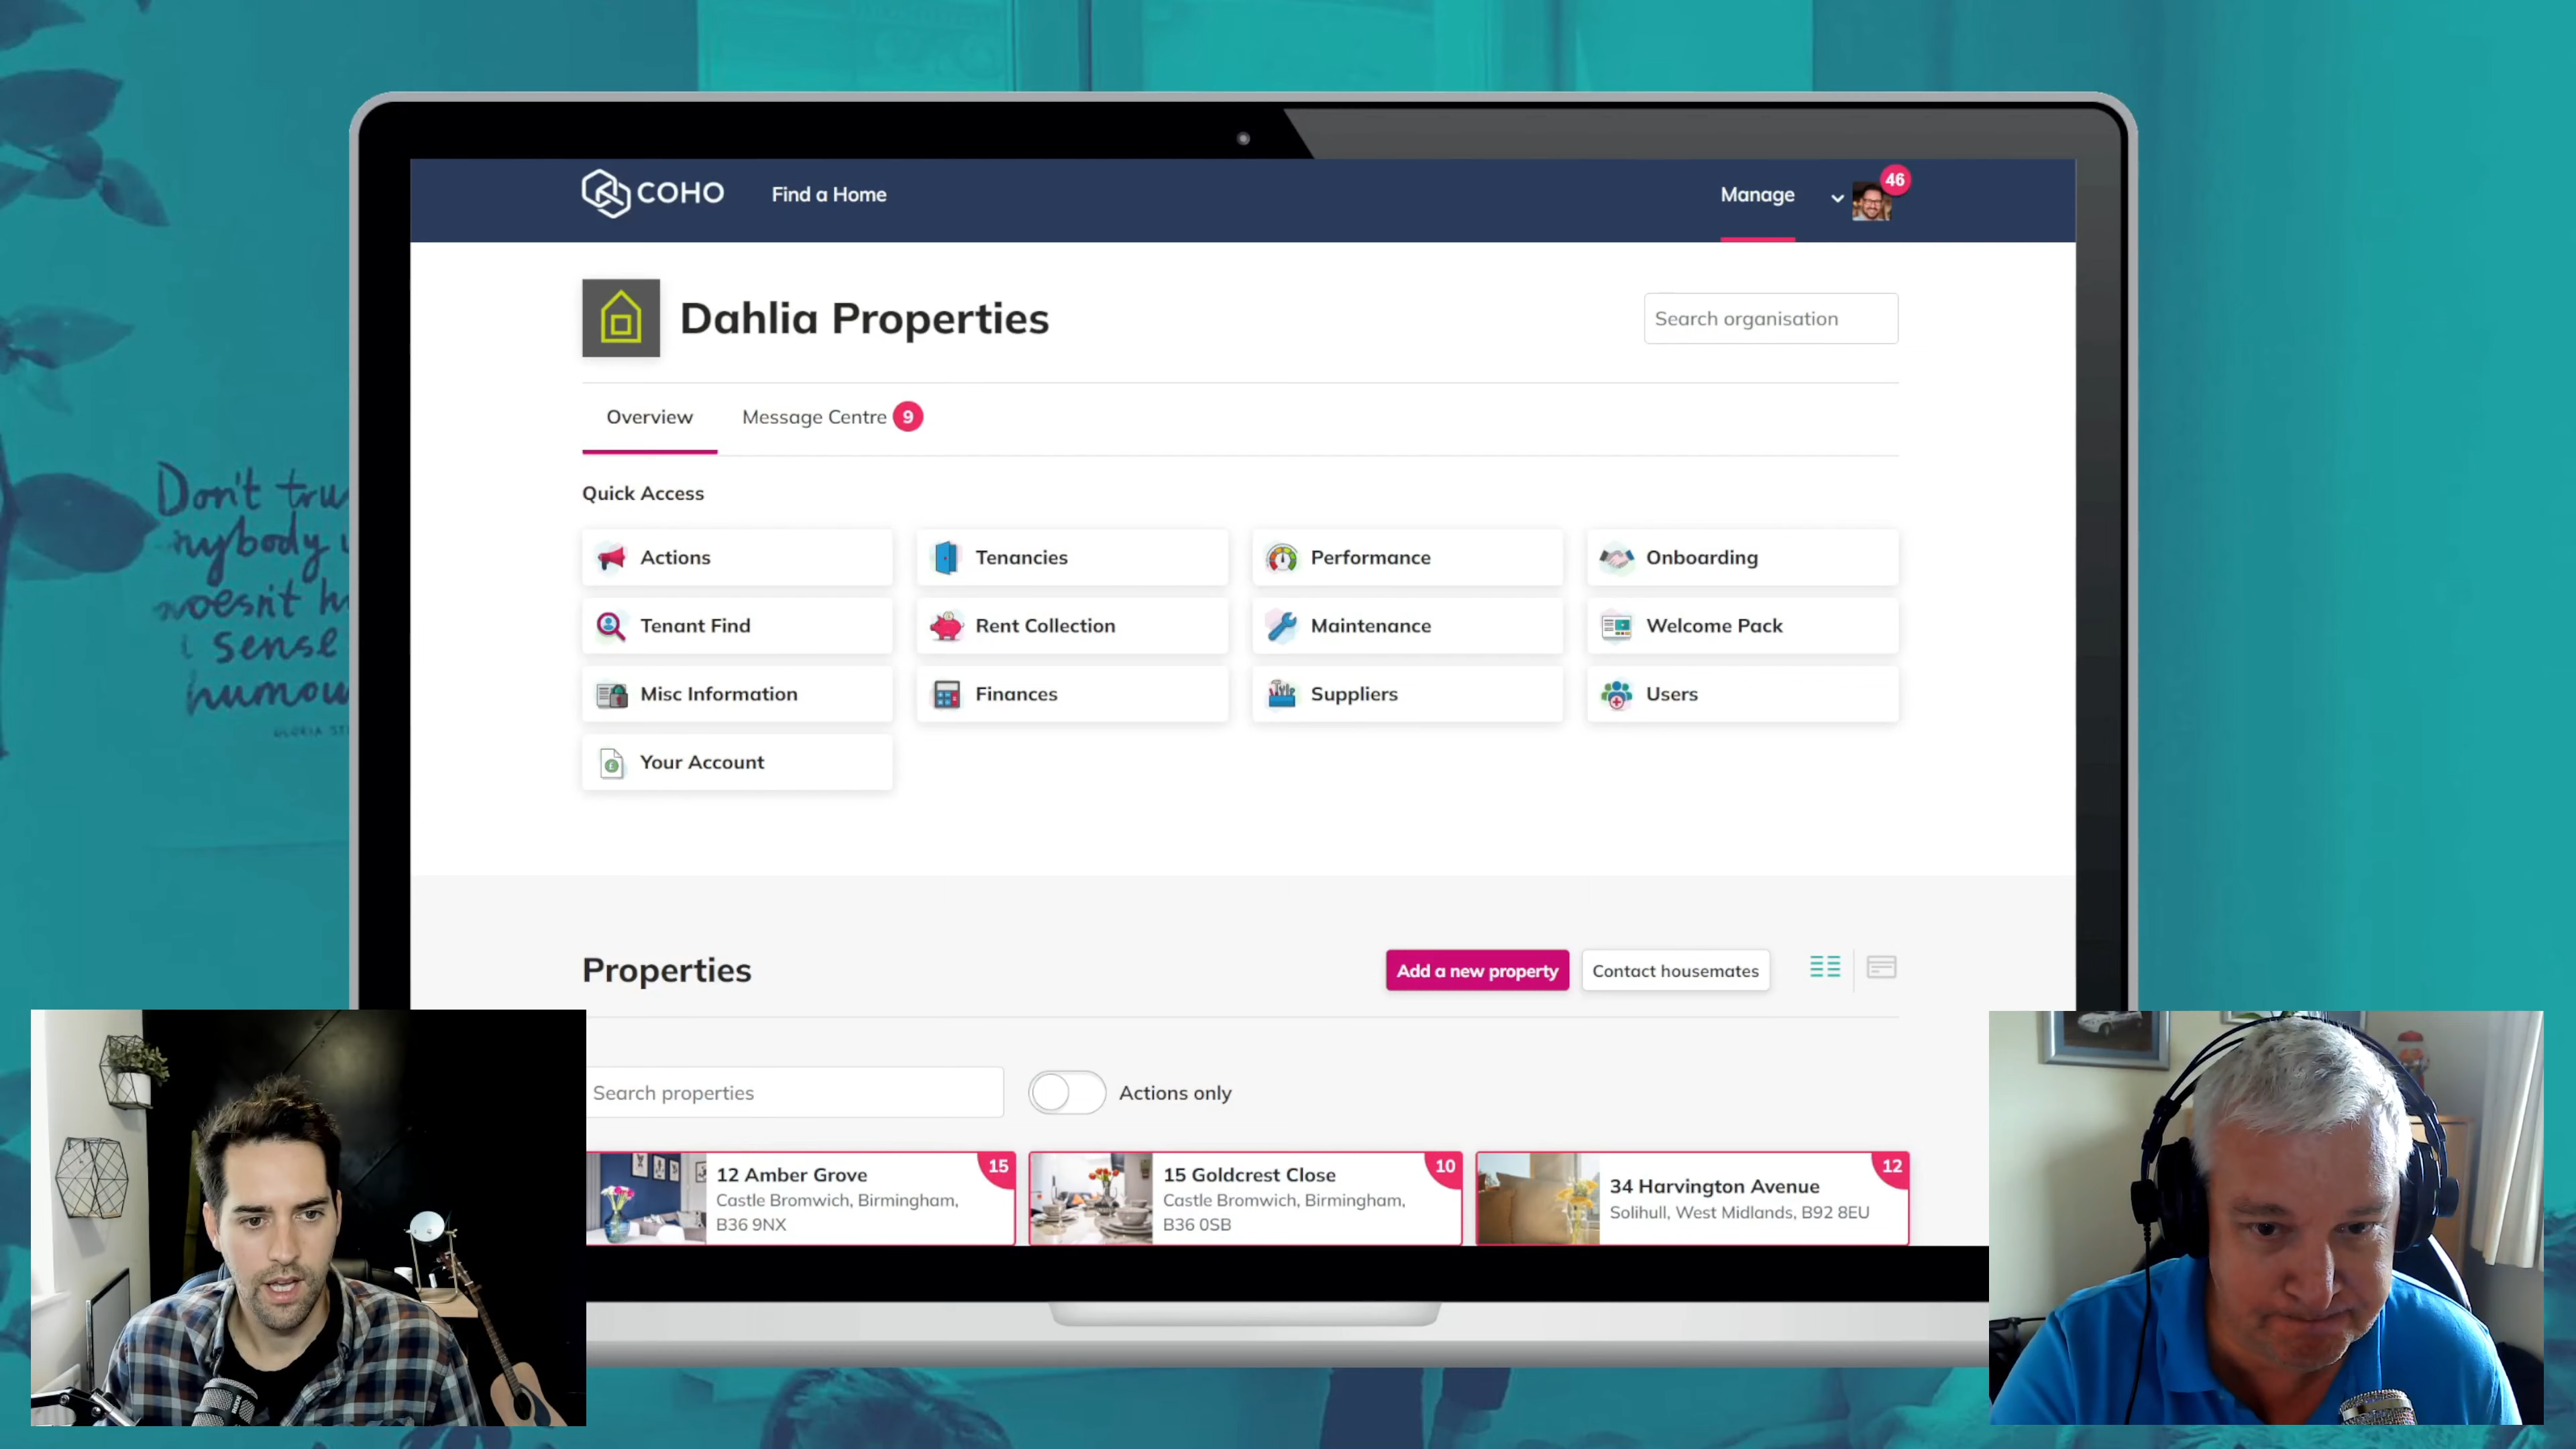 COHO
Find a Home
Manage
46
Dahlia Properties
Search organisation
Overview
Message Centre 9
Quick Access
Actions
Tenancies
Performance
Onboarding
Tenant Find
Rent Collection
Maintenance
Welcome Pack
Misc Information
Finances
Suppliers
Users
Your Account
Properties
Add a new property
Contact housemates
Search properties
Actions only
12 Amber Grove
Castle Bromwich, Birmingham,
B36 9NX
15
15 Goldcrest Close
Castle Bromwich, Birmingham,
B36 0SB
10
34 Harvington Avenue
Solihull, West Midlands, B92 8EU
12
Don't
sense